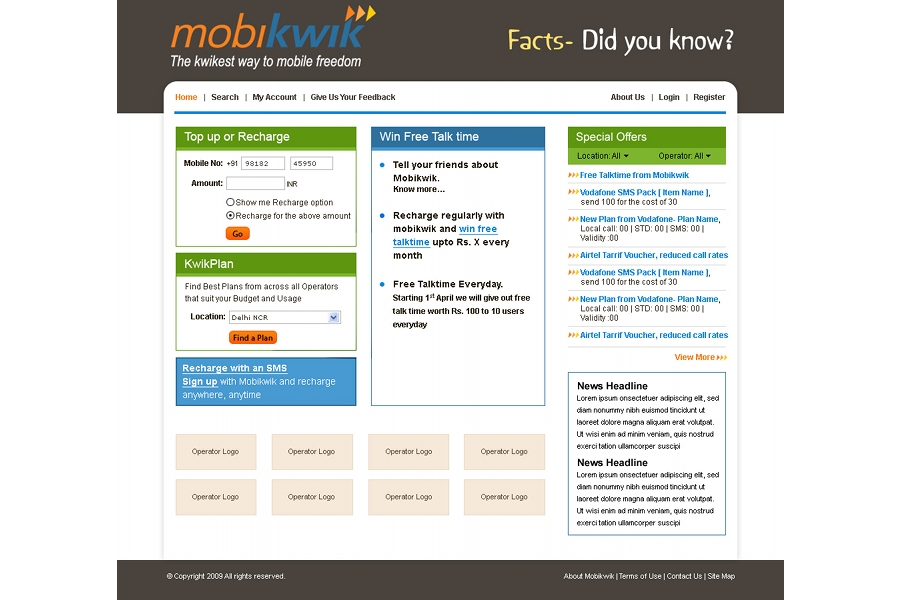 mobikwik
The kwikest way to mobile freedom
Facts- Did you know?
Home | Search | My Account | Give Us Your Feedback
About Us | Login | Register
Top up or Recharge
Mobile No: +91 98182 45950
Amount: INR
Show me Recharge option
Recharge for the above amount
Go
KwikPlan
Find Best Plans from across all Operators
that suit your Budget and Usage
Location: Delhi NCR
Find a Plan
Recharge with an SMS
Sign up with Mobikwik and recharge
anywhere, anytime
Win Free Talk time
Tell your friends about
Mobikwik.
Know more...
Recharge regularly with
mobikwik and win free
talktime upto Rs. X every
month
Free Talktime Everyday.
Starting 1st April we will give out free
talk time worth Rs. 100 to 10 users
everyday
Special Offers
Location: All Operator: All
Free Talktime from Mobikwik
Vodafone SMS Pack [ Item Name ],
send 100 for the cost of 30
New Plan from Vodafone- Plan Name,
Local call: 00 | STD: 00 | SMS: 00 |
Validity :00
Airtel Tarrif Voucher, reduced call rates
Vodafone SMS Pack [ Item Name ],
send 100 for the cost of 30
New Plan from Vodafone- Plan Name,
Local call: 00 | STD: 00 | SMS: 00 |
Validity :00
Airtel Tarrif Voucher, reduced call rates
View More
News Headline
Lorem ipsum onsectetuer adipiscing elit, sed
diam nonummy nibh euismod tincidunt ut
laoreet dolore magna aliquam erat volutpat.
Ut wisi enim ad minim veniam, quis nostrud
exerci tation ullamcorper suscipi
News Headline
Lorem ipsum onsectetuer adipiscing elit, sed
diam nonummy nibh euismod tincidunt ut
laoreet dolore magna aliquam erat volutpat.
Ut wisi enim ad minim veniam, quis nostrud
exerci tation ullamcorper suscipi
Operator Logo Operator Logo Operator Logo Operator Logo
Operator Logo Operator Logo Operator Logo Operator Logo
© Copyright 2009 All rights reserved.
About Mobikwik | Terms of Use | Contact Us | Site Map